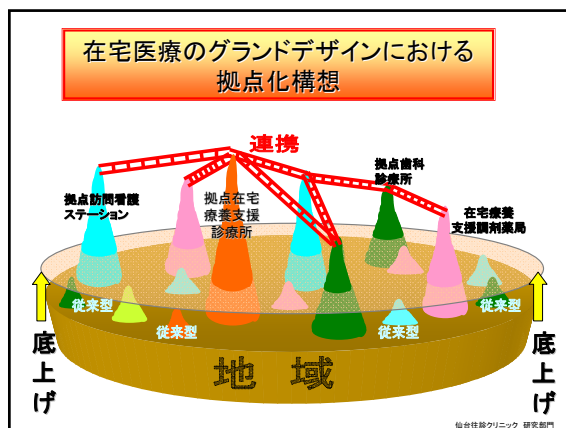 在宅医療のグランドデザインにおける
拠点化構想
連携
拠点歯科
診療所
拠点訪問看護
ステーション
拠点在宅
療養支援
診療所
在宅療養
支援調剤薬局
従来型
従来型
従来型
従来型
底上げ
底上げ
地域
仙台往診クリニック 研究部門